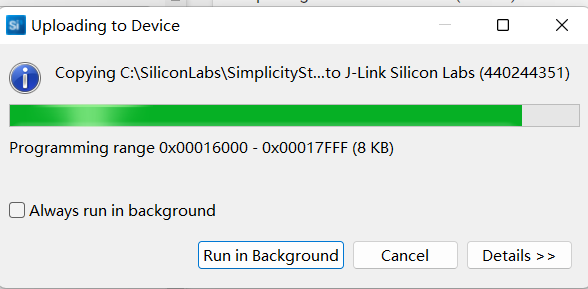 Si Uploading to Device
Copying C:\SiliconLabs\SimplicitySt...to J-Link Silicon Labs (440244351)
Programming range 0x00016000 - 0x00017FFF (8 KB)
Always run in background
Run in Background Cancel Details >>